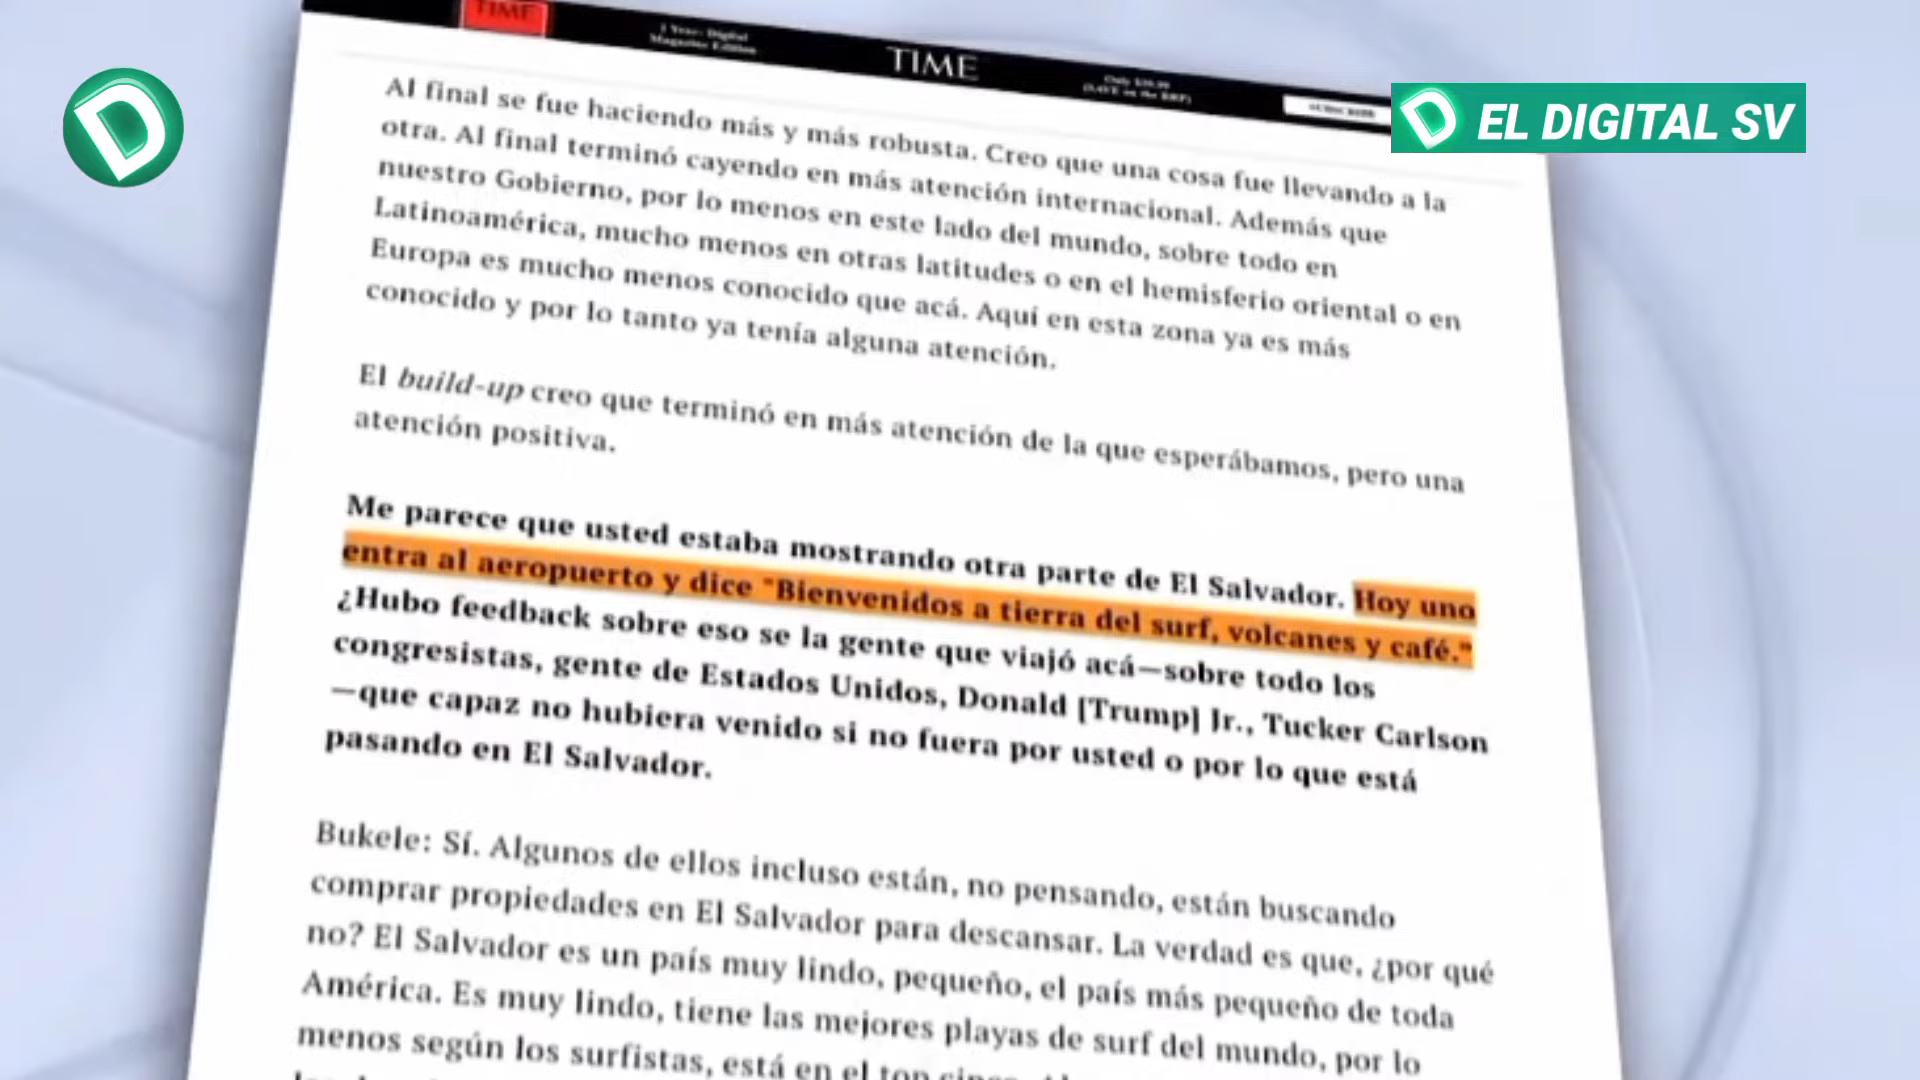 TIME
1 Year: Digital
Magazine Edition
TIME
SUBSCRIBE
D
D EL DIGITAL SV
Al final se fue haciendo más y más robusta. Creo que una cosa fue llevando a la
otra. Al final terminó cayendo en más atención internacional. Además que
nuestro Gobierno, por lo menos en este lado del mundo, sobre todo en
Latinoamérica, mucho menos en otras latitudes o en el hemisferio oriental o en
Europa es mucho menos conocido que acá. Aquí en esta zona ya es más
conocido y por lo tanto ya tenía alguna atención.
El build-up creo que terminó en más atención de la que esperábamos, pero una
atención positiva.
Me parece que usted estaba mostrando otra parte de El Salvador. Hoy uno
entra al aeropuerto y dice "Bienvenidos a tierra del surf, volcanes y café."
¿Hubo feedback sobre eso se la gente que viajó acá—sobre todo los
congresistas, gente de Estados Unidos, Donald [Trump] Jr., Tucker Carlson
—que capaz no hubiera venido si no fuera por usted o por lo que está
pasando en El Salvador.
Bukele: Sí. Algunos de ellos incluso están, no pensando, están buscando
comprar propiedades en El Salvador para descansar. La verdad es que, ¿por qué
no? El Salvador es un país muy lindo, pequeño, el país más pequeño de toda
América. Es muy lindo, tiene las mejores playas de surf del mundo, por lo
menos según los surfistas, está en el top cinco.